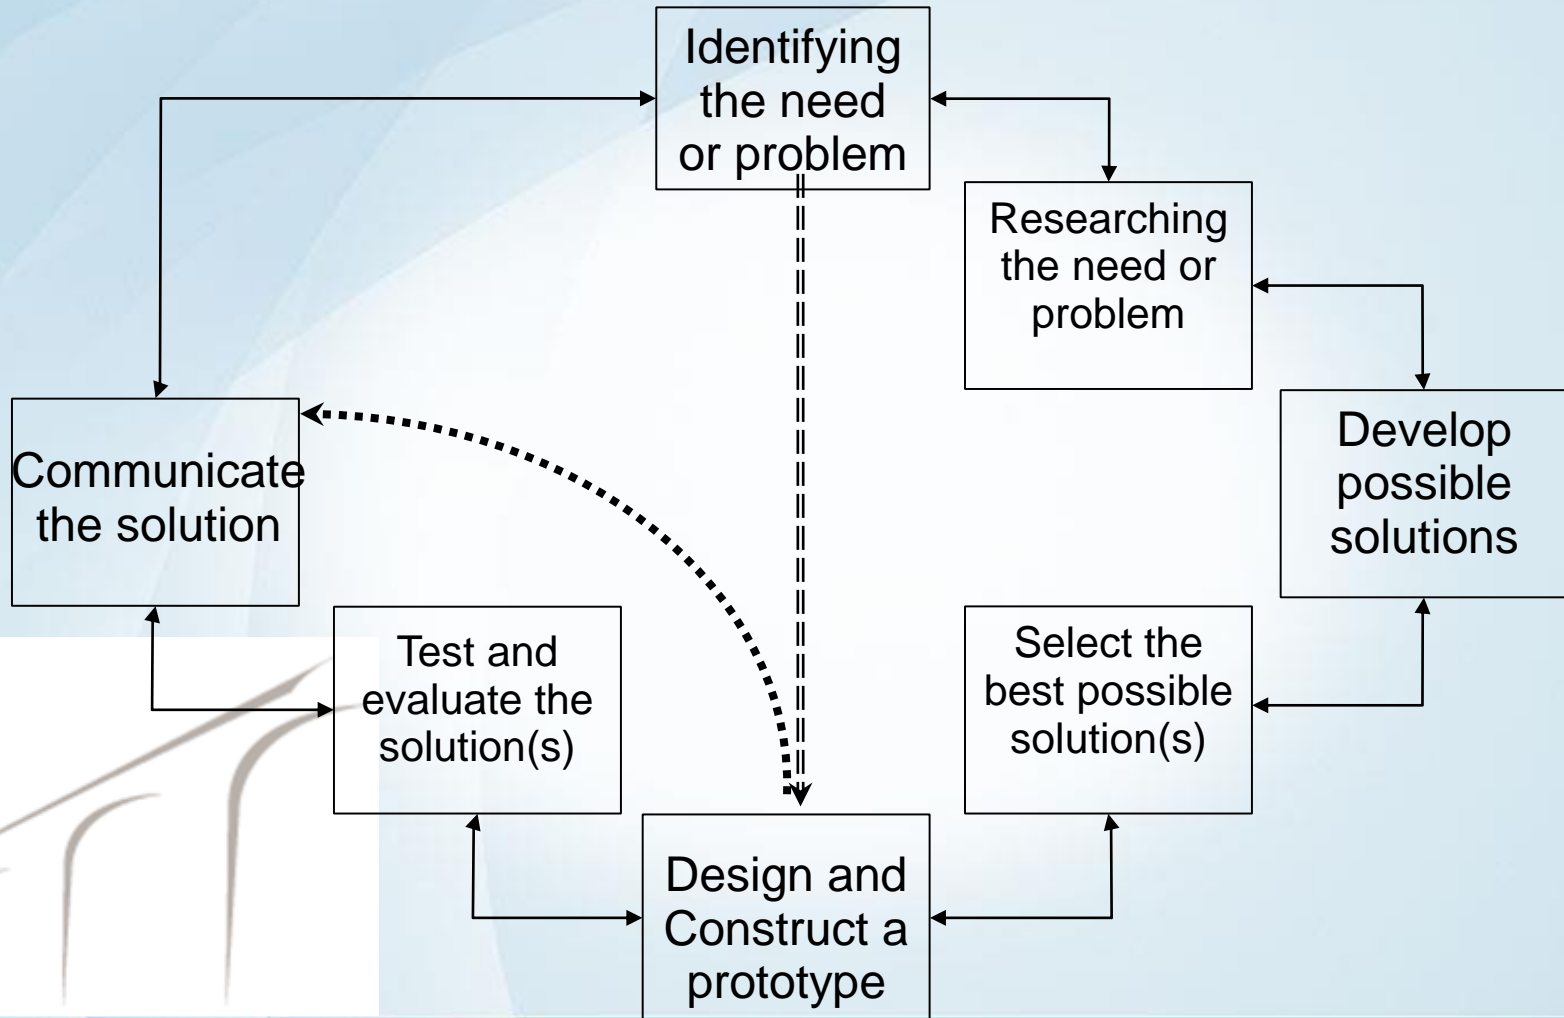 Identifying
the need
or problem
Researching
the need or
problem
Develop
possible
solutions
Select the
best possible
solution(s)
Design and
Construct a
prototype
Test and
evaluate the
solution(s)
Communicate
the solution